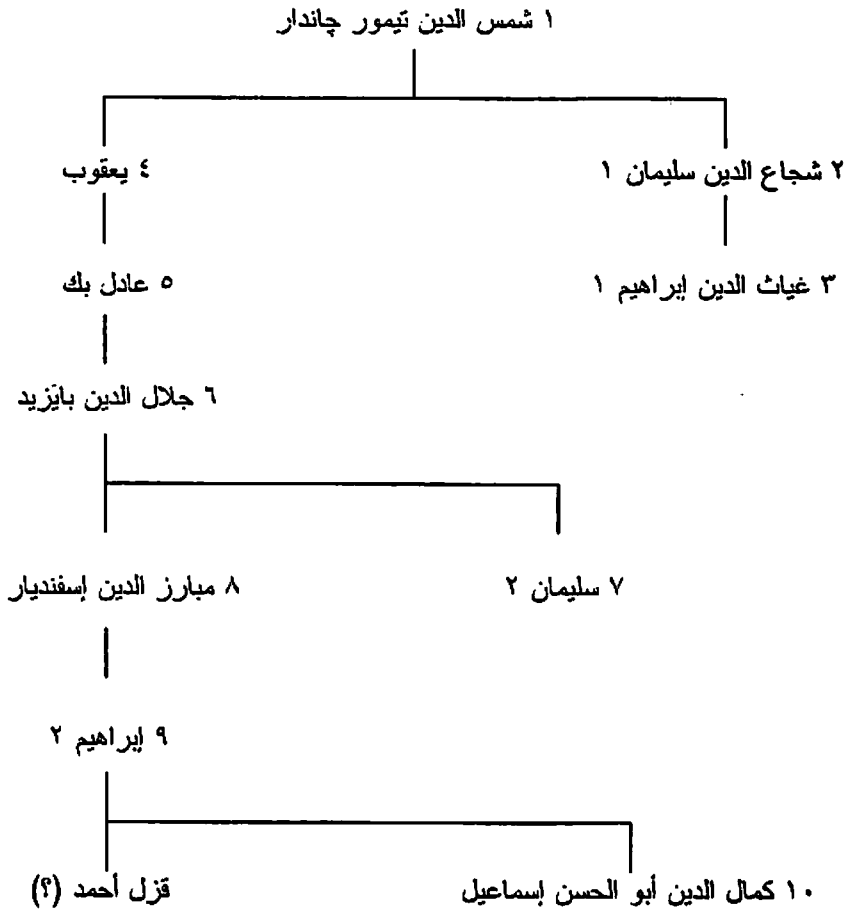 ١ شمس الدين تيمور چاندار
٢ شجاع الدين سليمان ١
٤ يعقوب
٣ غياث الدين إبراهيم ١
٥ عادل بك
٦ جلال الدين بايَزيد
٧ سليمان ٢
٨ مبارز الدين إسفنديار
٩ إبراهيم ٢
١٠ كمال الدين أبو الحسن إسماعيل
قزل أحمد (؟)